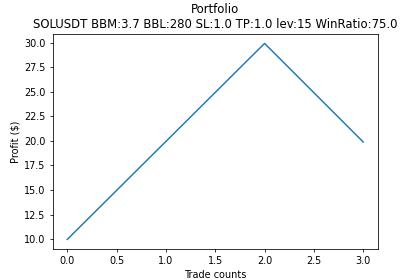 Portfolio
SOLUSDT BBM:3.7 BBL:280 SL:1.0 TP:1.0 lev:15 WinRatio:75.0
30.0
27.5
25.0
22.5
20.0
17.5
15.0
12.5
10.0
Profit ($)
0.0 0.5 1.0 1.5 2.0 2.5 3.0
Trade counts